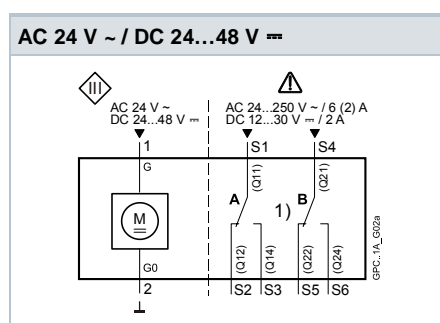 AC 24 V ~ / DC 24...48 V ⎓
III
AC 24 V ~
DC 24...48 V ⎓
AC 24...250 V ~ / 6 (2) A
DC 12...30 V ⎓ / 2 A
1
S1
S4
G
(Q11)
(Q21)
A
1)
B
M
(Q12)
(Q14)
(Q22)
(Q24)
G0
2
S2
S3
S5
S6
GPC..1A_G02a